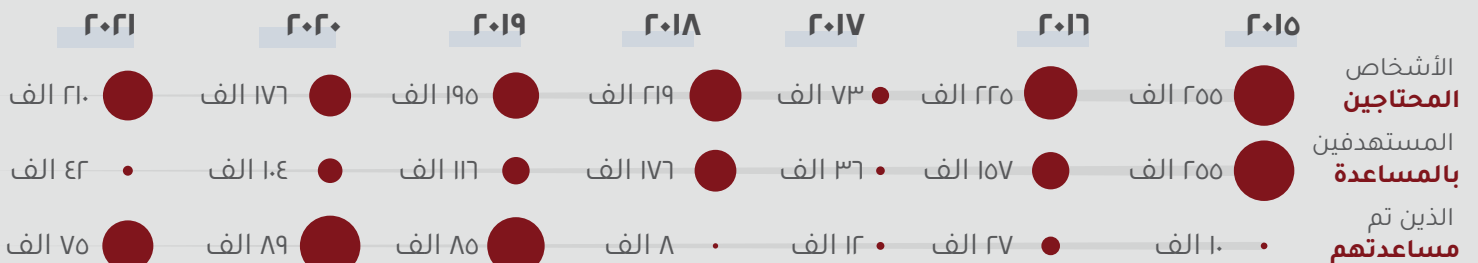 ٢٠١٥ ٢٠١٦ ٢٠١٧ ٢٠١٨ ٢٠١٩ ٢٠٢٠ ٢٠٢١
الأشخاص
المحتاجين
٢٥٥ الف ٢٢٥ الف ٧٣ الف ٢١٩ الف ١٩٥ الف ١٧٦ الف ٢١٠ الف
المستهدفين
بالمساعدة
٢٥٥ الف ١٥٧ الف ٣٦ الف ١٧٦ الف ١١٦ الف ١٠٤ الف ٤٢ الف
الذين تم
مساعدتهم
١٠ الف ٢٧ الف ١٢ الف ٨ الف ٨٥ الف ٨٩ الف ٧٥ الف